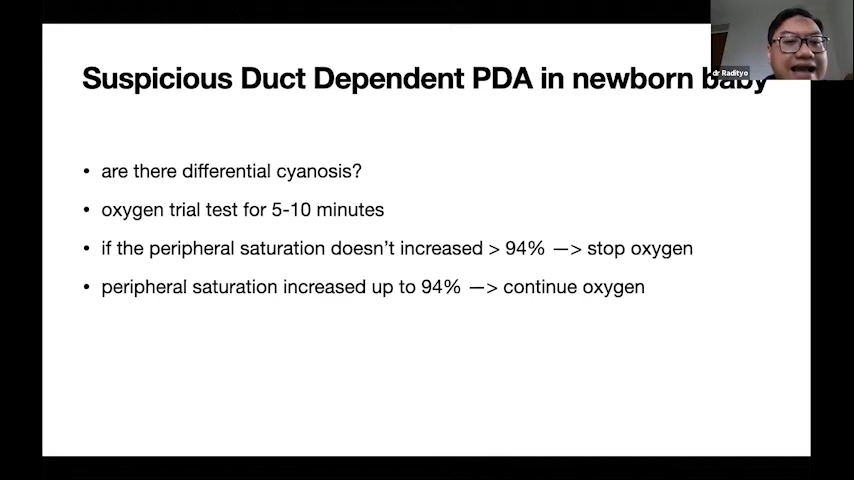 Suspicious Duct Dependent PDA in newborn baby
dr Radityo
• are there differential cyanosis?
• oxygen trial test for 5-10 minutes
• if the peripheral saturation doesn’t increased > 94% —> stop oxygen
• peripheral saturation increased up to 94% —> continue oxygen